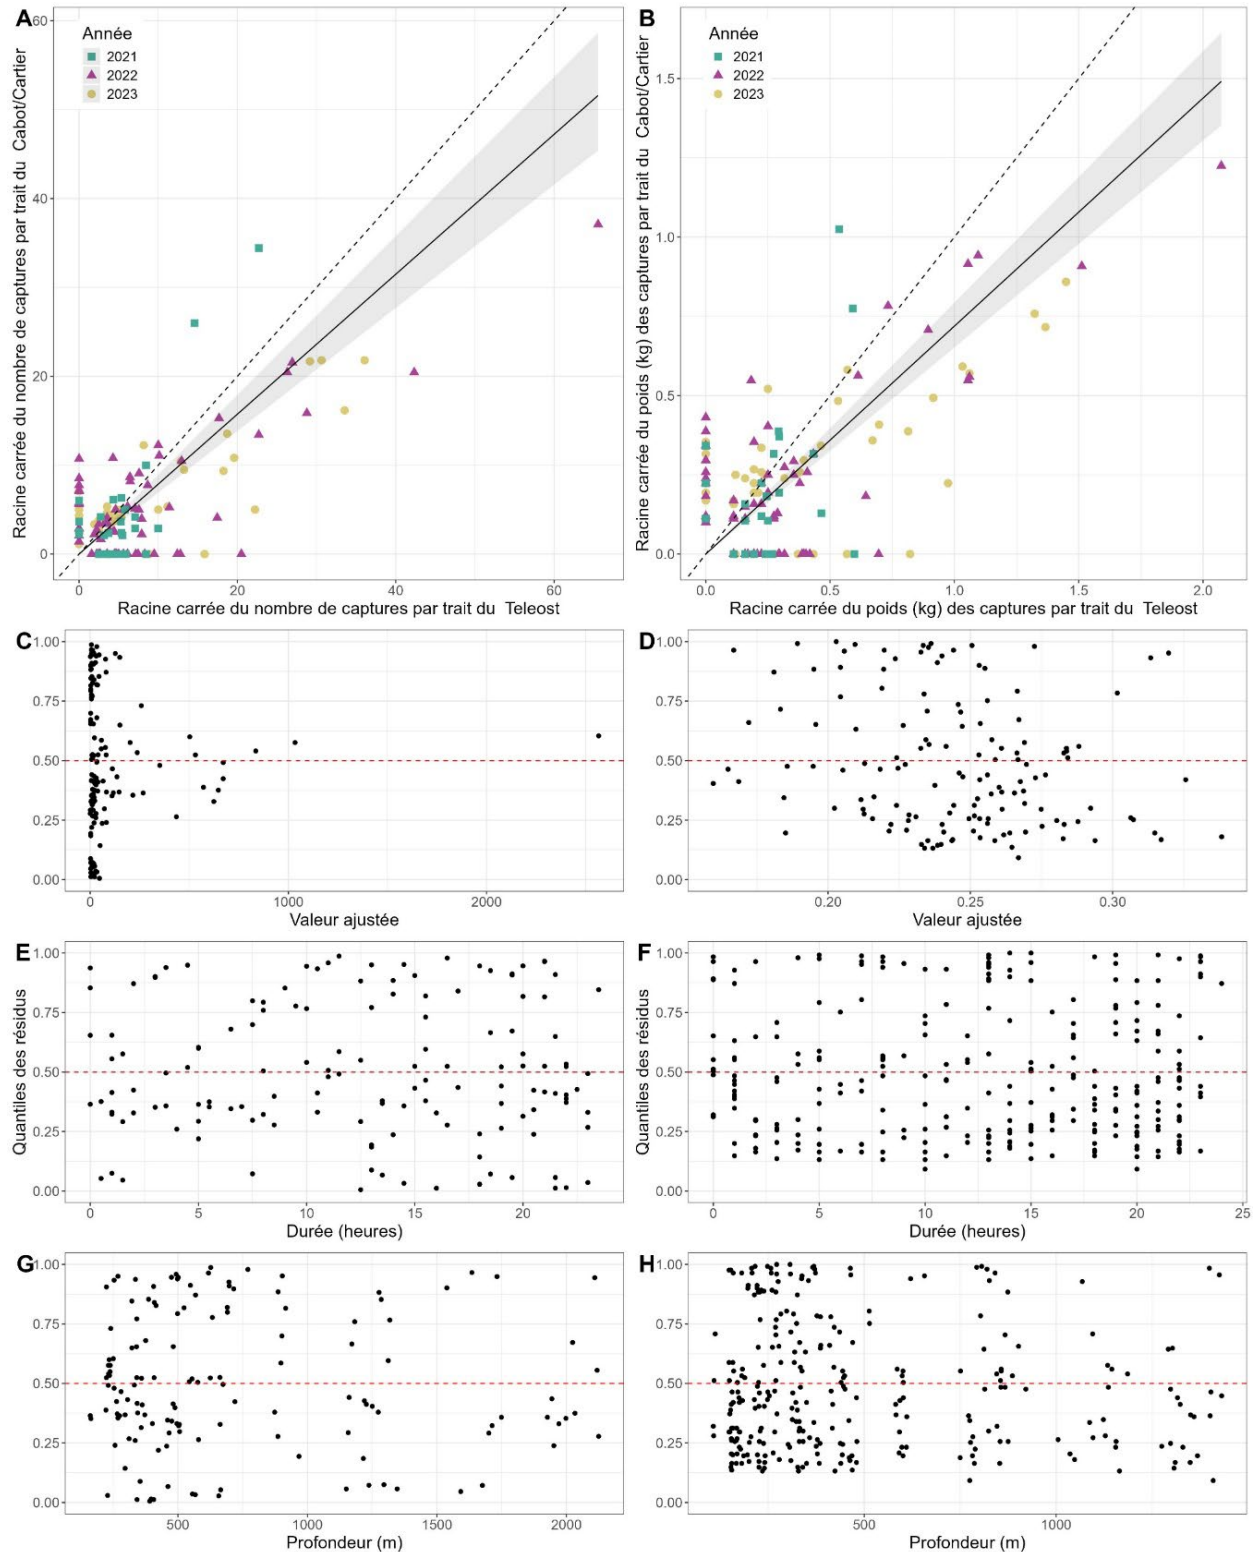 A
Racine carrée du nombre de captures par trait du Cabot/Cartier
60
40
20
0
Année
2021
2022
2023
0 20 40 60
Racine carrée du nombre de captures par trait du Teleost
B
Racine carrée du poids (kg) des captures par trait du Cabot/Cartier
1.5
1.0
0.5
0.0
Année
2021
2022
2023
0.0 0.5 1.0 1.5 2.0
Racine carrée du poids (kg) des captures par trait du Teleost
C
1.00
0.75
0.50
0.25
0.00
0 1000 2000
Valeur ajustée
D
1.00
0.75
0.50
0.25
0.00
0.20 0.25 0.30
Valeur ajustée
E
Quantiles des résidus
1.00
0.75
0.50
0.25
0.00
0 5 10 15 20
Durée (heures)
F
Quantiles des résidus
1.00
0.75
0.50
0.25
0.00
0 5 10 15 20 25
Durée (heures)
G
1.00
0.75
0.50
0.25
0.00
500 1000 1500 2000
Profondeur (m)
H
1.00
0.75
0.50
0.25
0.00
500 1000
Profondeur (m)